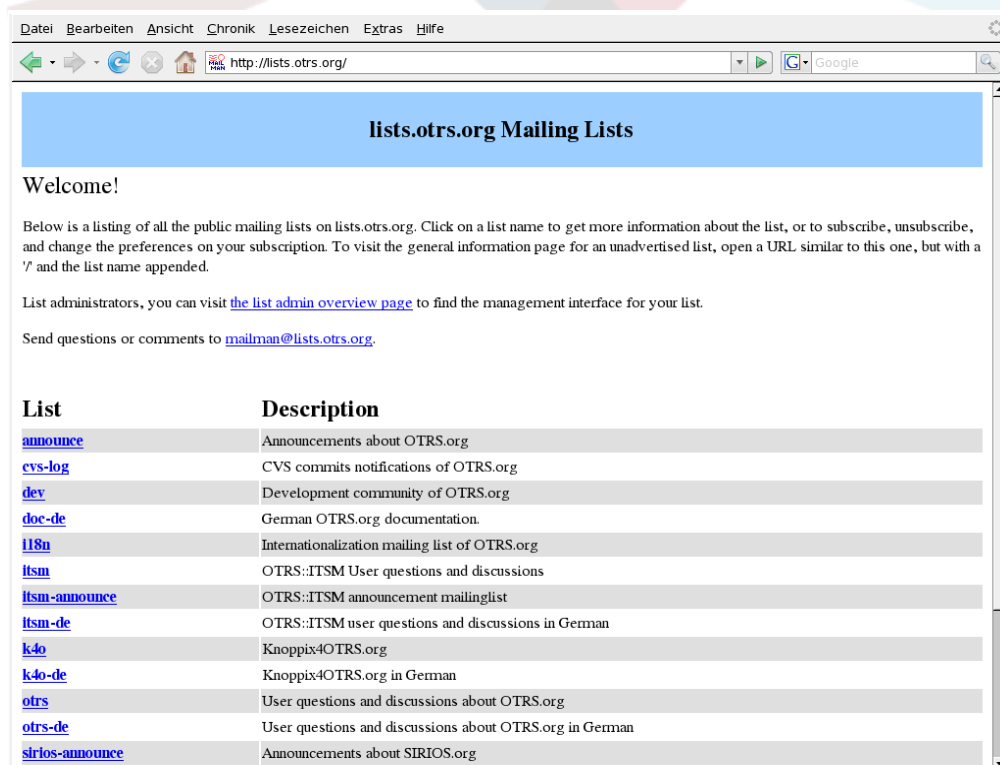 Datei Bearbeiten Ansicht Chronik Lesezeichen Extras Hilfe
MAIL MAN http://lists.otrs.org/ G Google
lists.otrs.org Mailing Lists
Welcome!
Below is a listing of all the public mailing lists on lists.otrs.org. Click on a list name to get more information about the list, or to subscribe, unsubscribe,
and change the preferences on your subscription. To visit the general information page for an unadvertised list, open a URL similar to this one, but with a
'/' and the list name appended.
List administrators, you can visit the list admin overview page to find the management interface for your list.
Send questions or comments to mailman@lists.otrs.org.
List Description
announce Announcements about OTRS.org
cvs-log CVS commits notifications of OTRS.org
dev Development community of OTRS.org
doc-de German OTRS.org documentation.
i18n Internationalization mailing list of OTRS.org
itsm OTRS::ITSM User questions and discussions
itsm-announce OTRS::ITSM announcement mailinglist
itsm-de OTRS::ITSM user questions and discussions in German
k4o Knoppix4OTRS.org
k4o-de Knoppix4OTRS.org in German
otrs User questions and discussions about OTRS.org
otrs-de User questions and discussions about OTRS.org in German
sirios-announce Announcements about SIRIOS.org